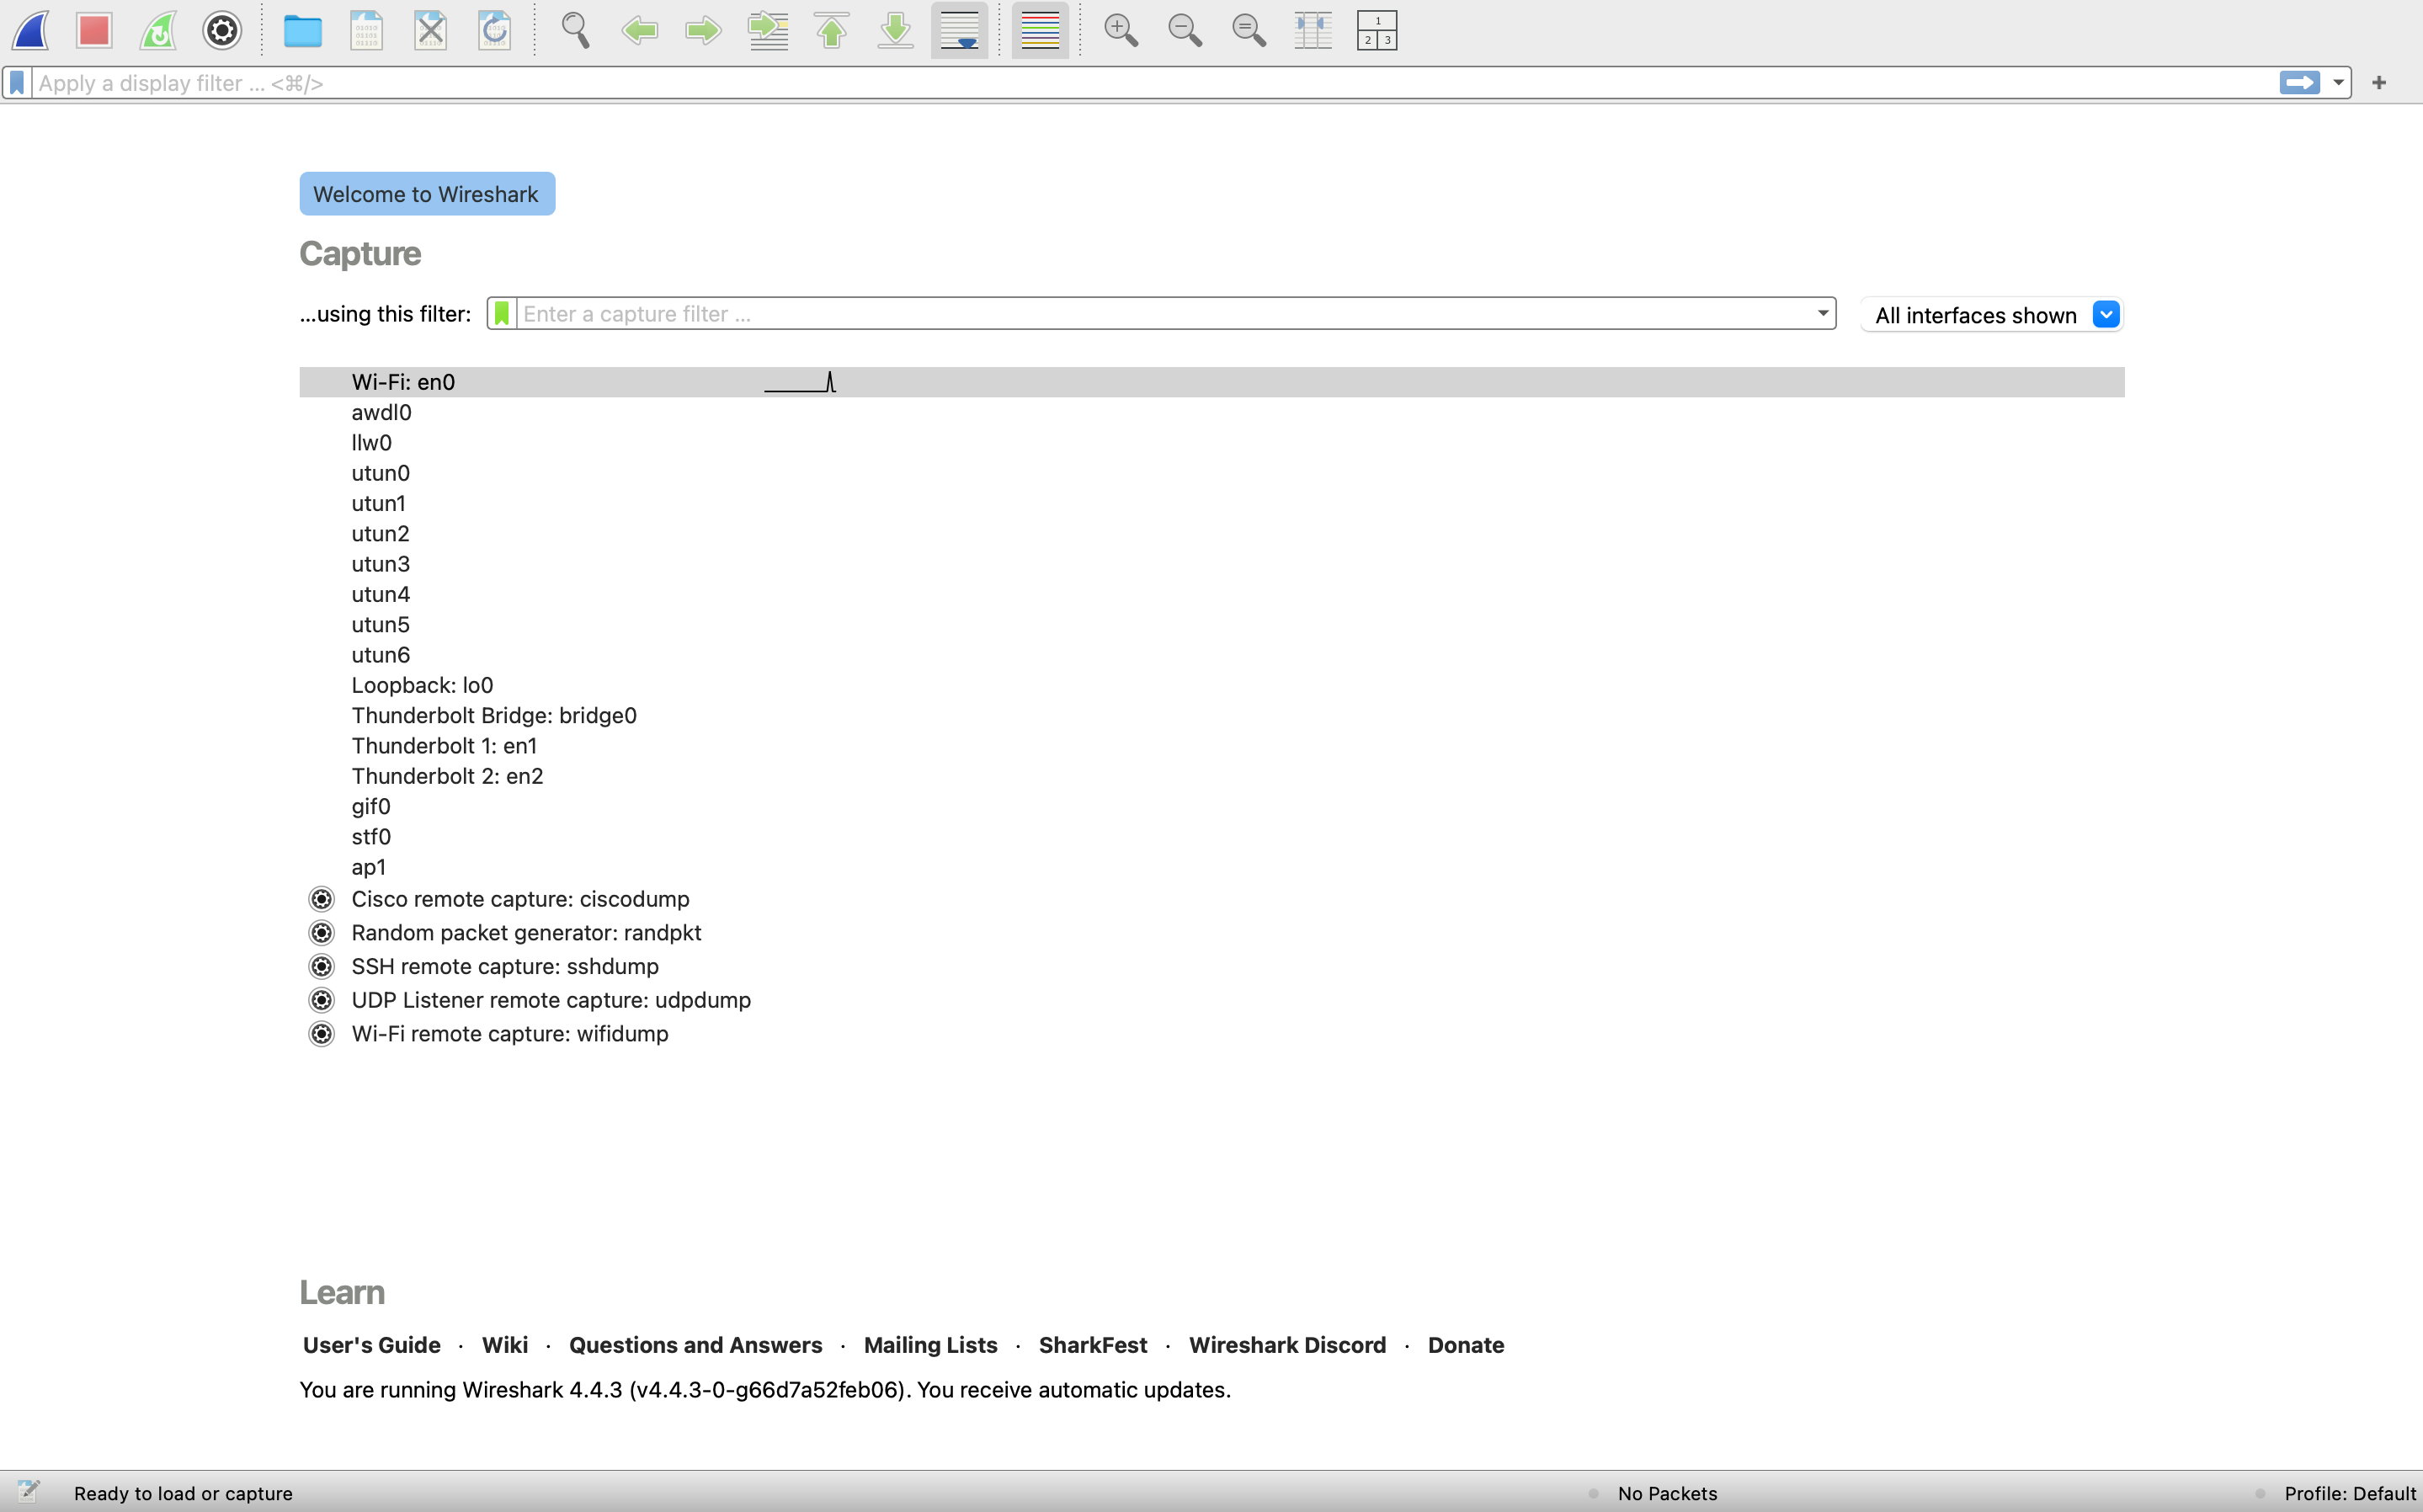 Apply a display filter ... <⌘/>
Welcome to Wireshark
Capture
...using this filter:
Enter a capture filter ...
All interfaces shown
Wi-Fi: en0
awdl0
llw0
utun0
utun1
utun2
utun3
utun4
utun5
utun6
Loopback: lo0
Thunderbolt Bridge: bridge0
Thunderbolt 1: en1
Thunderbolt 2: en2
gif0
stf0
ap1
Cisco remote capture: ciscodump
Random packet generator: randpkt
SSH remote capture: sshdump
UDP Listener remote capture: udpdump
Wi-Fi remote capture: wifidump
Learn
User's Guide · Wiki · Questions and Answers · Mailing Lists · SharkFest · Wireshark Discord · Donate
You are running Wireshark 4.4.3 (v4.4.3-0-g66d7a52feb06). You receive automatic updates.
Ready to load or capture
No Packets
Profile: Default